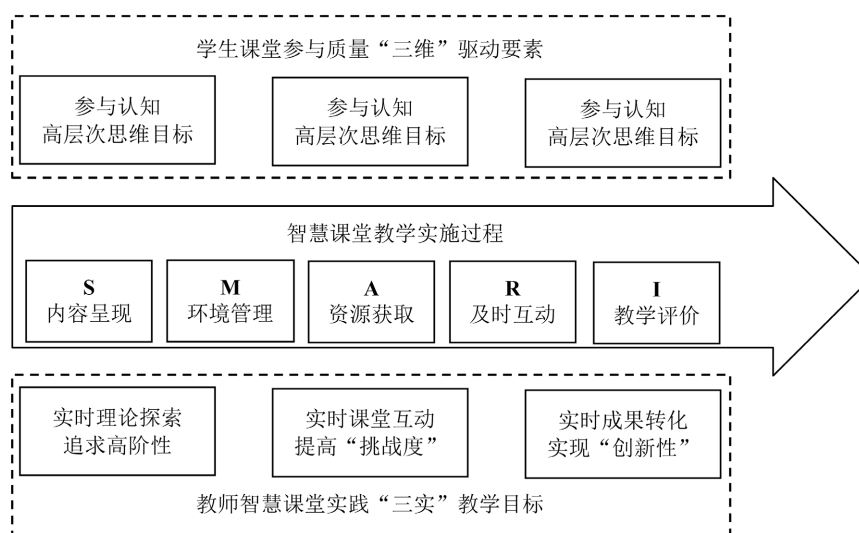 学生课堂参与质量“三维”驱动要素
参与认知
高层次思维目标
参与认知
高层次思维目标
参与认知
高层次思维目标
智慧课堂教学实施过程
S
内容呈现
M
环境管理
A
资源获取
R
及时互动
I
教学评价
实时理论探索
追求高阶性
实时课堂互动
提高“挑战度”
实时成果转化
实现“创新性”
教师智慧课堂实践“三实”教学目标